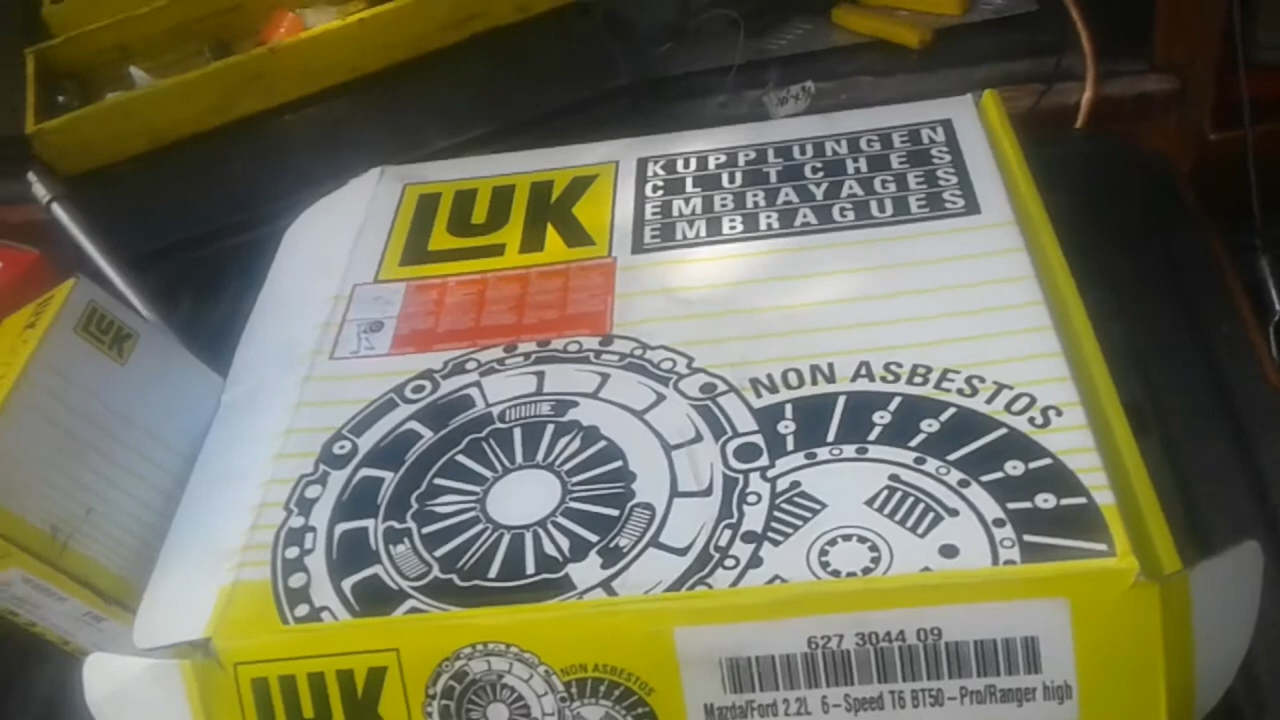 LUK
KUPPLUNGEN
CLUTCHES
EMBRAYAGES
EMBRAGUES
NON ASBESTOS
LUK
627 3044 09
Mazda/Ford 2.2L 6-Speed T6 BT50-Pro/Ranger high
LUK
NON ASBESTOS